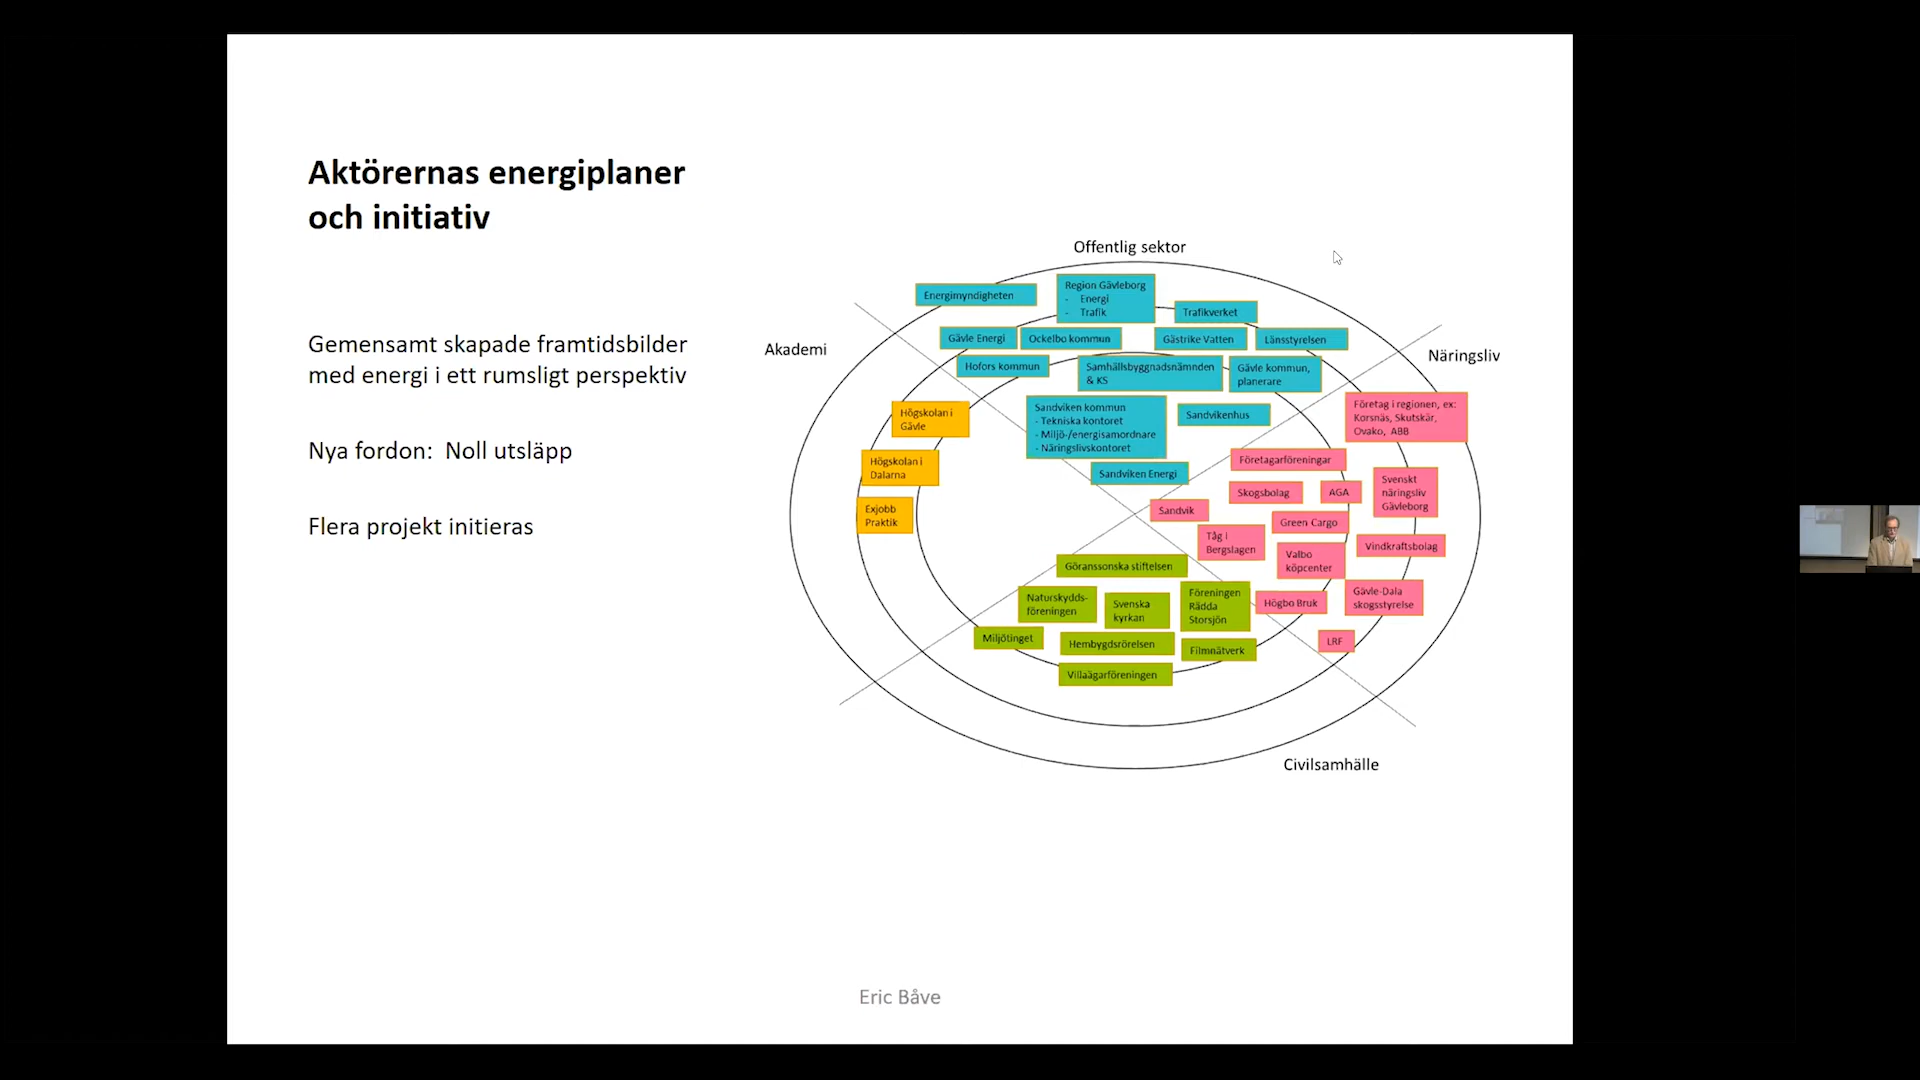 Aktörernas energiplaner
och initiativ
Gemensamt skapade framtidsbilder
med energi i ett rumsligt perspektiv
Nya fordon: Noll utsläpp
Flera projekt initieras
Offentlig sektor
Akademi
Näringsliv
Civilsamhälle
Energimyndigheten
Region Gävleborg
- Energi
- Trafik
Trafikverket
Gävle Energi
Ockelbo kommun
Gästrike Vatten
Länsstyrelsen
Hofors kommun
Samhällsbyggnadsnämnden
& KS
Gävle kommun,
planerare
Sandviken kommun
- Tekniska kontoret
- Miljö-/energisamordnare
- Näringslivskontoret
Sandvikenhus
Sandviken Energi
Högskolan i
Gävle
Högskolan i
Dalarna
Exjobb
Praktik
Företag i regionen, ex:
Korsnäs, Skutskär,
Ovako, ABB
Företagarföreningar
Skogsbolag
AGA
Svenskt
näringsliv
Gävleborg
Sandvik
Green Cargo
Tåg i
Bergslagen
Valbo
köpcenter
Vindkraftsbolag
Högbo Bruk
Gävle-Dala
skogsstyrelse
LRF
Göranssonska stiftelsen
Naturskydds-
föreningen
Svenska
kyrkan
Föreningen
Rädda
Storsjön
Miljötinget
Hembygdsrörelsen
Filmnätverk
Villaägarföreningen
Eric Båve